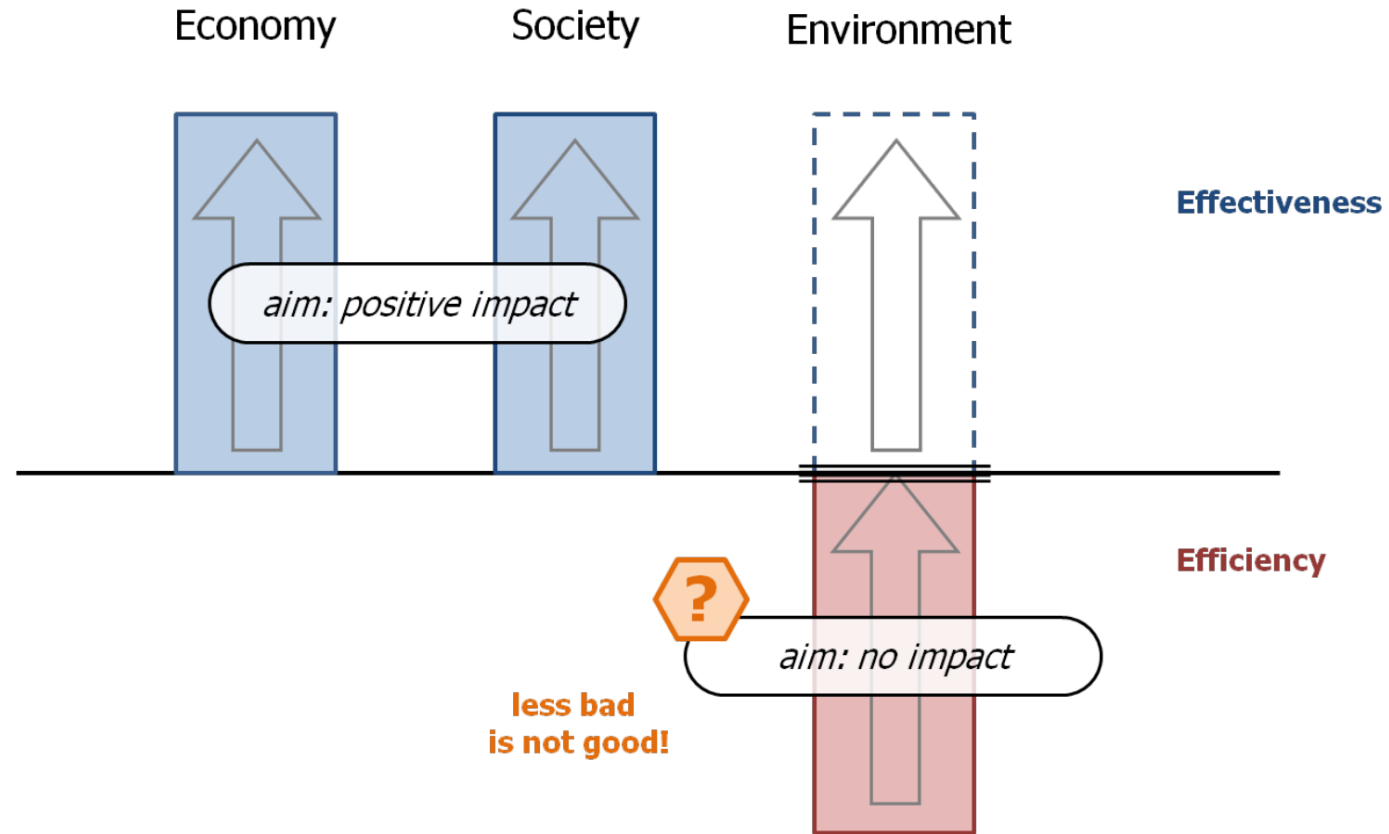 Economy
Society
Environment
Effectiveness
aim: positive impact
Efficiency
?
aim: no impact
less bad
is not good!